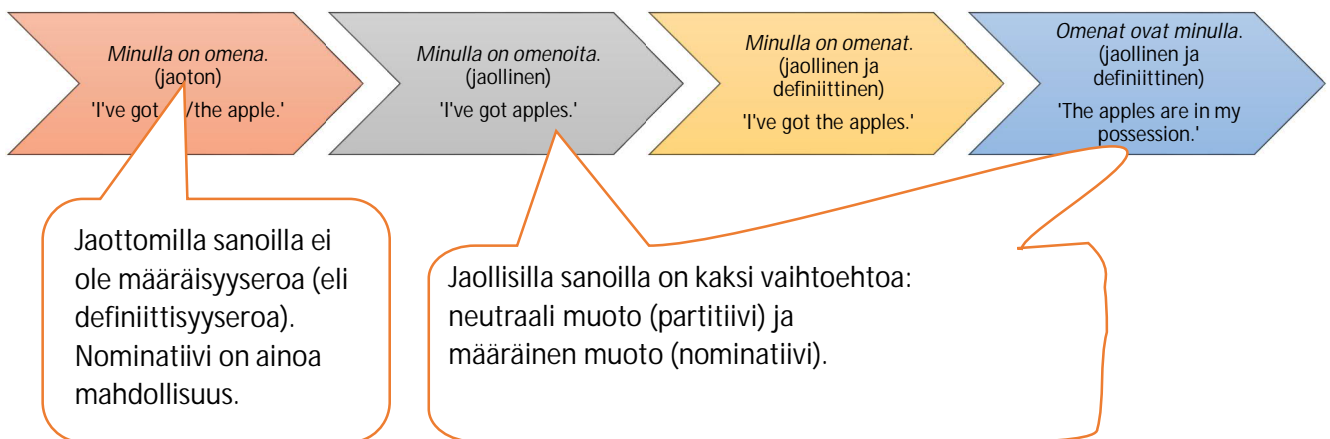 Minulla on omena.
(jaoton)
'I've got /the apple.'
Minulla on omenoita.
(jaollinen)
'I've got apples.'
Minulla on omenat.
(jaollinen ja
definiittinen)
'I've got the apples.'
Omenat ovat minulla.
(jaollinen ja
definiittinen)
'The apples are in my
possession.'
Jaottomilla sanoilla ei
ole määräisyyseroa (eli
definiittisyyseroa).
Nominatiivi on ainoa
mahdollisuus.
Jaollisilla sanoilla on kaksi vaihtoehtoa:
neutraali muoto (partitiivi) ja
määräinen muoto (nominatiivi).